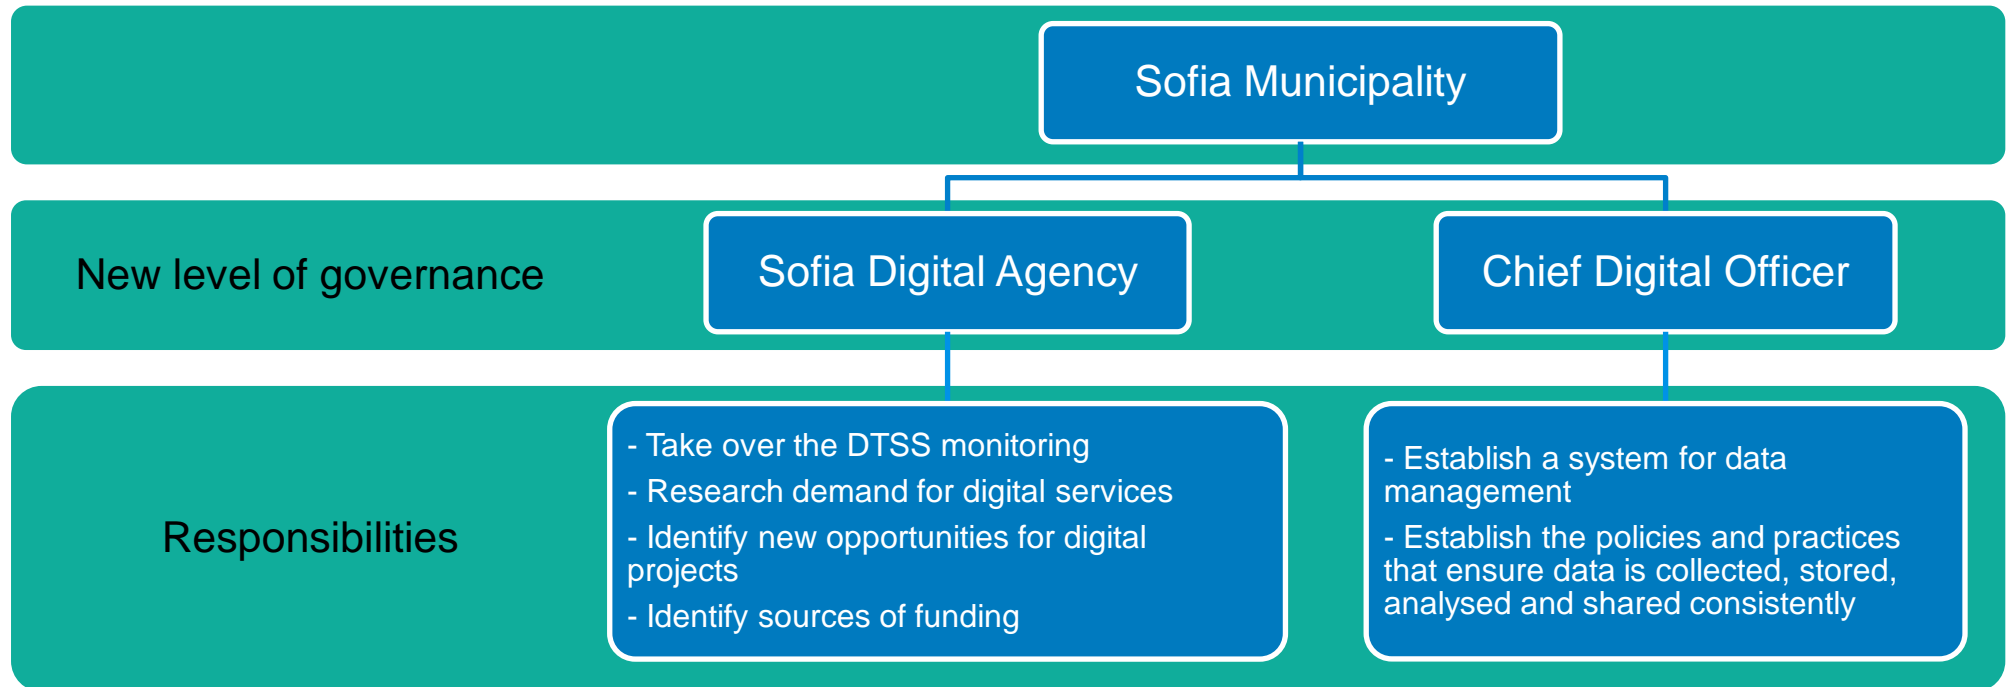 Sofia Municipality
New level of governance
Sofia Digital Agency
Chief Digital Officer
Responsibilities
- Take over the DTSS monitoring
- Research demand for digital services
- Identify new opportunities for digital
projects
- Identify sources of funding
- Establish a system for data
management
- Establish the policies and practices
that ensure data is collected, stored,
analysed and shared consistently